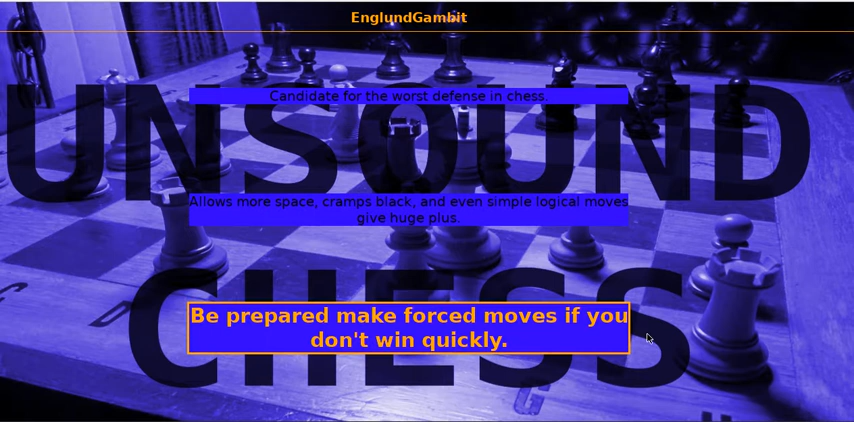 EnglundGambit
UNSOUND
Candidate for the worst defense in chess.
Allows more space, cramps black, and even simple logical moves
give huge plus.
CHESS
Be prepared make forced moves if you
don't win quickly.
D
G